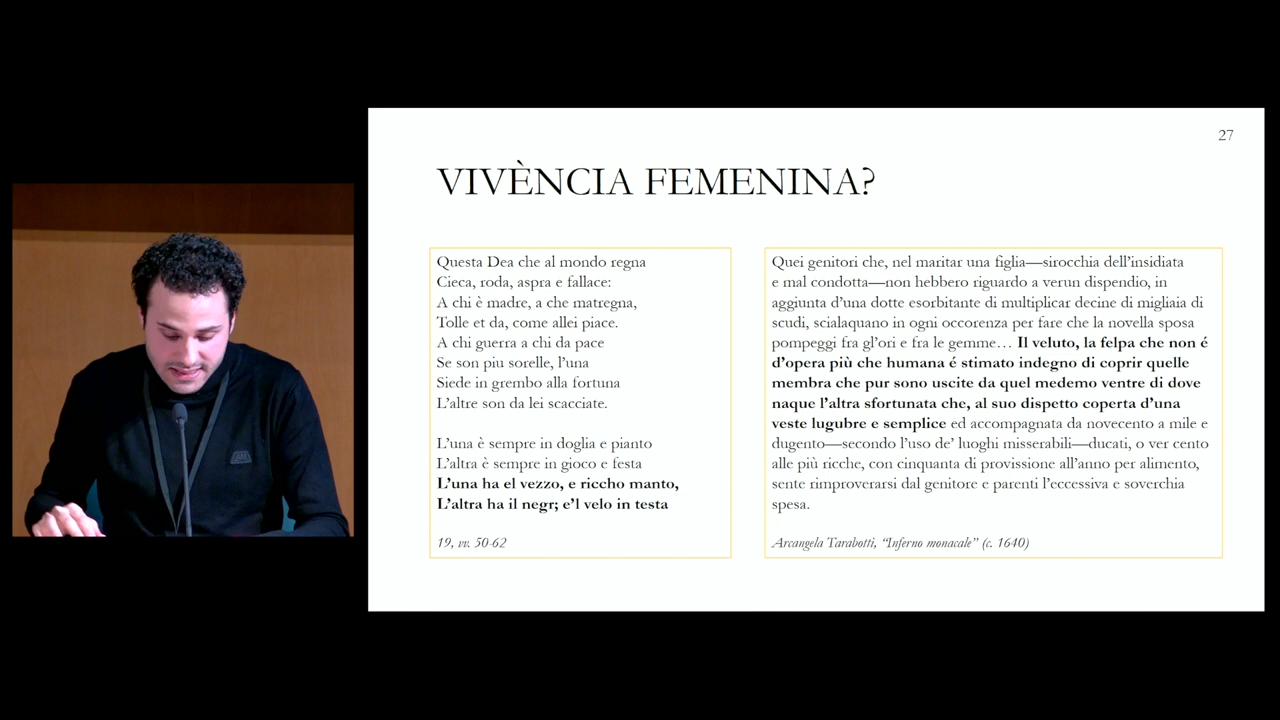 27
VIVÈNCIA FEMENINA?
Questa Dea che al mondo regna
Cieca, roda, aspra e fallace:
A chi è madre, a che matregna,
Tolle et da, come allei piace.
A chi guerra a chi da pace
Se son piu sorelle, l'una
Siede in grembo alla fortuna
L'altre son da lei scacciate.
L'una è sempre in doglia e pianto
L'altra è sempre in gioco e festa
L'una ha el vezzo, e riccho manto,
L'altra ha il negr; e'l velo in testa
19, vv. 50-62
Quei genitori che, nel maritar una figlia—sirocchia dell'insidiata
e mal condotta—non hebbero riguardo a verun dispendio, in
aggiunta d'una dotte esorbitante di multiplicar decine di migliaia di
scudi, scialaquano in ogni occorenza per fare che la novella sposa
pompeggi fra gl'ori e fra le gemme… Il veluto, la felpa che non é
d'opera più che humana é stimato indegno di coprir quelle
membra che pur sono uscite da quel medemo ventre di dove
naque l'altra sfortunata che, al suo dispetto coperta d'una
veste lugubre e semplice ed accompagnata da novecento a mile e
dugento—secondo l'uso de' luoghi misserabili—ducati, o ver cento
alle più ricche, con cinquanta di provissione all'anno per alimento,
sente rimproverarsi dal genitore e parenti l'eccessiva e soverchia
spesa.
Arcangela Tarabotti, "Inferno monacale" (c. 1640)